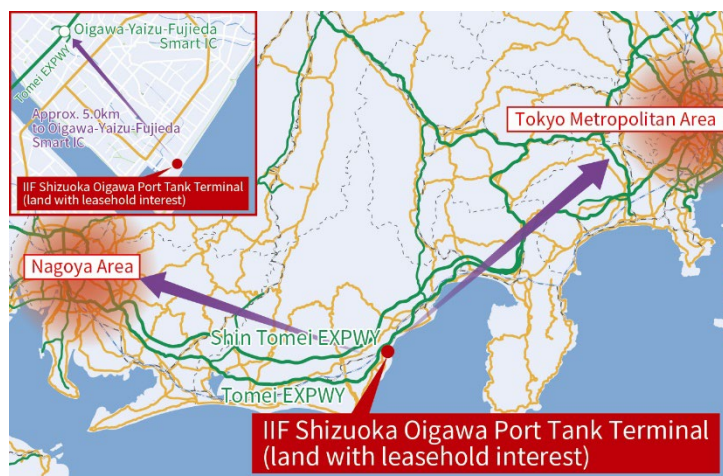 Oigawa-Yaizu-Fujieda
Smart IC
Tomei EXPWY
Approx. 5.0km
to Oigawa-Yaizu-Fujieda
Smart IC
IIF Shizuoka Oigawa Port Tank Terminal
(land with leasehold interest)
Tokyo Metropolitan Area
Nagoya Area
Shin Tomei EXPWY
Tomei EXPWY
IIF Shizuoka Oigawa Port Tank Terminal
(land with leasehold interest)